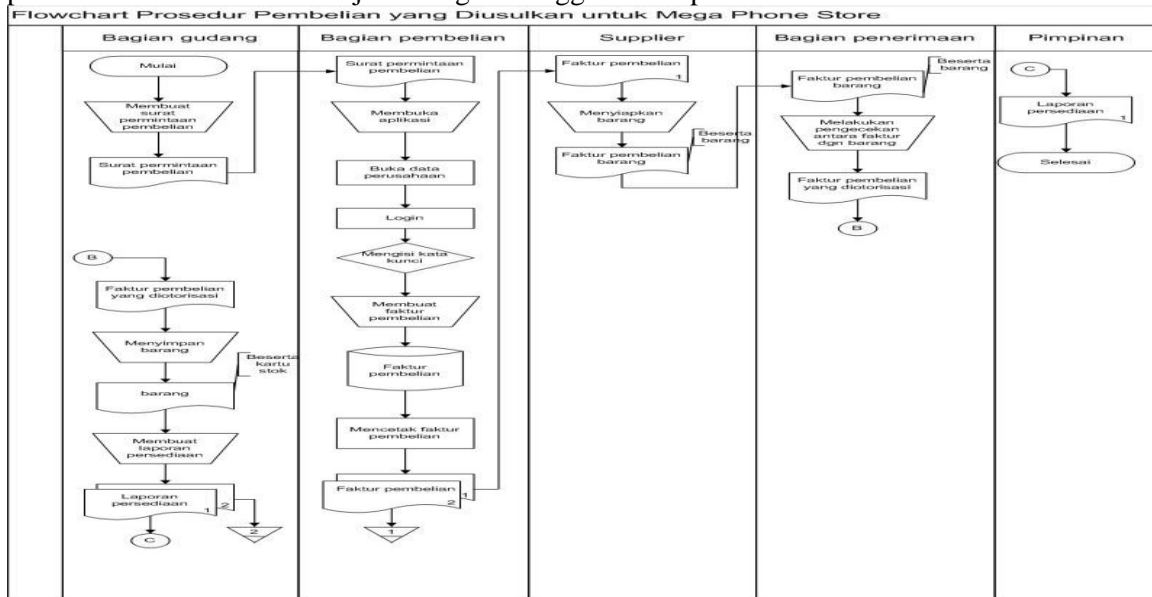 Flowchart Prosedur Pembelian yang Diusulkan untuk Mega Phone Store
Bagian gudang
Bagian pembelian
Supplier
Bagian penerimaan
Pimpinan
Mulai
Membuat
surat
permintaan
pembelian
Surat permintaan
pembelian
B
Faktur pembelian
yang diotorisasi
Menyimpan
barang
Beserta
kartu
stok
barang
Membuat
laporan
persediaan
Laporan
persediaan
1
2
C
2
Surat permintaan
pembelian
Membuka
aplikasi
Buka data
perusahaan
Login
Mengisi kata
kunci
Membuat
faktur
pembelian
Faktur
pembelian
Mencetak faktur
pembelian
Faktur pembelian
1
2
1
Faktur pembelian
1
Menyiapkan
barang
Beserta
barang
Faktur pembelian
barang
Beserta
barang
Faktur pembelian
barang
Melakukan
pengecekan
antara faktur
dgn barang
Faktur pembelian
yang diotorisasi
B
C
Laporan
persediaan
1
Selesai